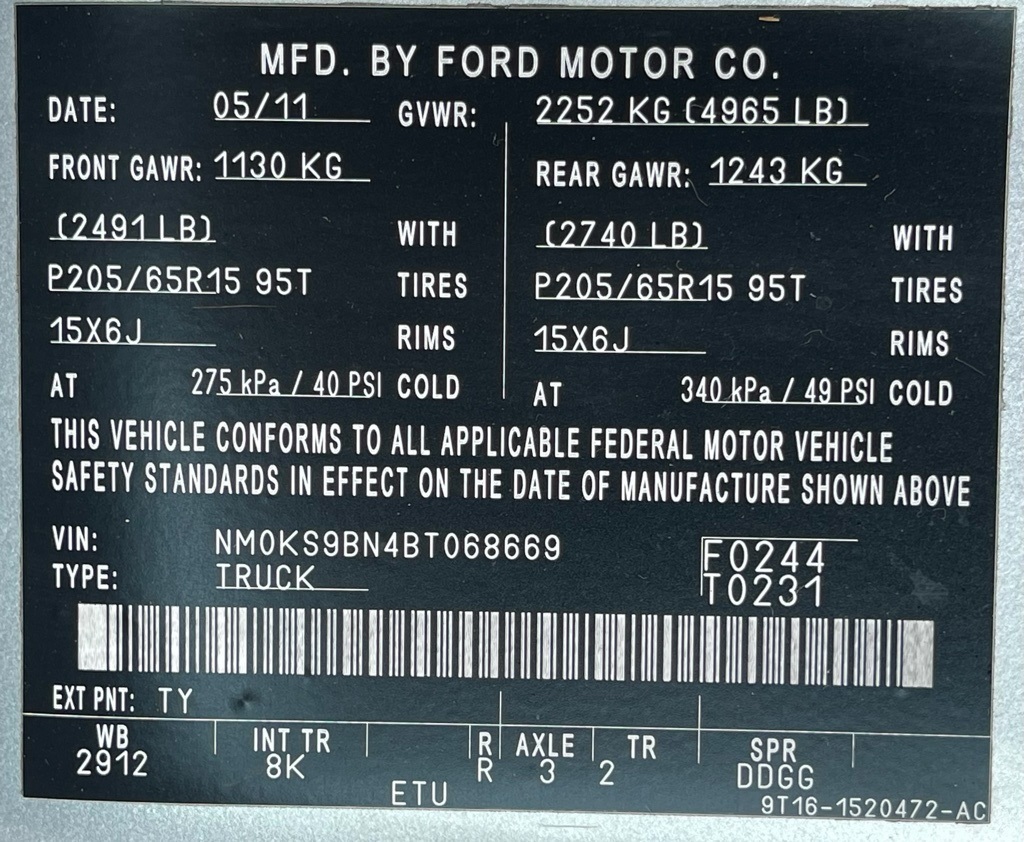 MFD. BY FORD MOTOR CO.
DATE: 05/11 GVWR: 2252 KG (4965 LB)
FRONT GAWR: 1130 KG REAR GAWR: 1243 KG
(2491 LB) WITH (2740 LB) WITH
P205/65R15 95T TIRES P205/65R15 95T TIRES
15X6J RIMS 15X6J RIMS
AT 275 kPa / 40 PSI COLD AT 340 kPa / 49 PSI COLD
THIS VEHICLE CONFORMS TO ALL APPLICABLE FEDERAL MOTOR VEHICLE
SAFETY STANDARDS IN EFFECT ON THE DATE OF MANUFACTURE SHOWN ABOVE
VIN: NM0KS9BN4BT068669 F0244
TYPE: TRUCK T0231
EXT PNT: TY
WB INT TR R AXLE TR SPR
2912 8K R 3 2 DDGG
ETU 9T16-1520472-AC